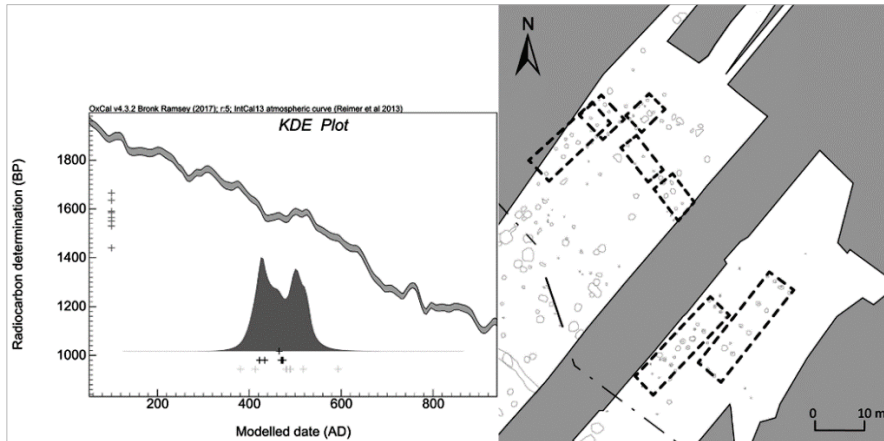 OxCal v4.3.2 Bronk Ramsey (2017); r:5; IntCal13 atmospheric curve (Reimer et al 2013)
KDE Plot
Radiocarbon determination (BP)
1800
1600
1400
1200
1000
200
400
600
800
Modelled date (AD)
N
0 10 m